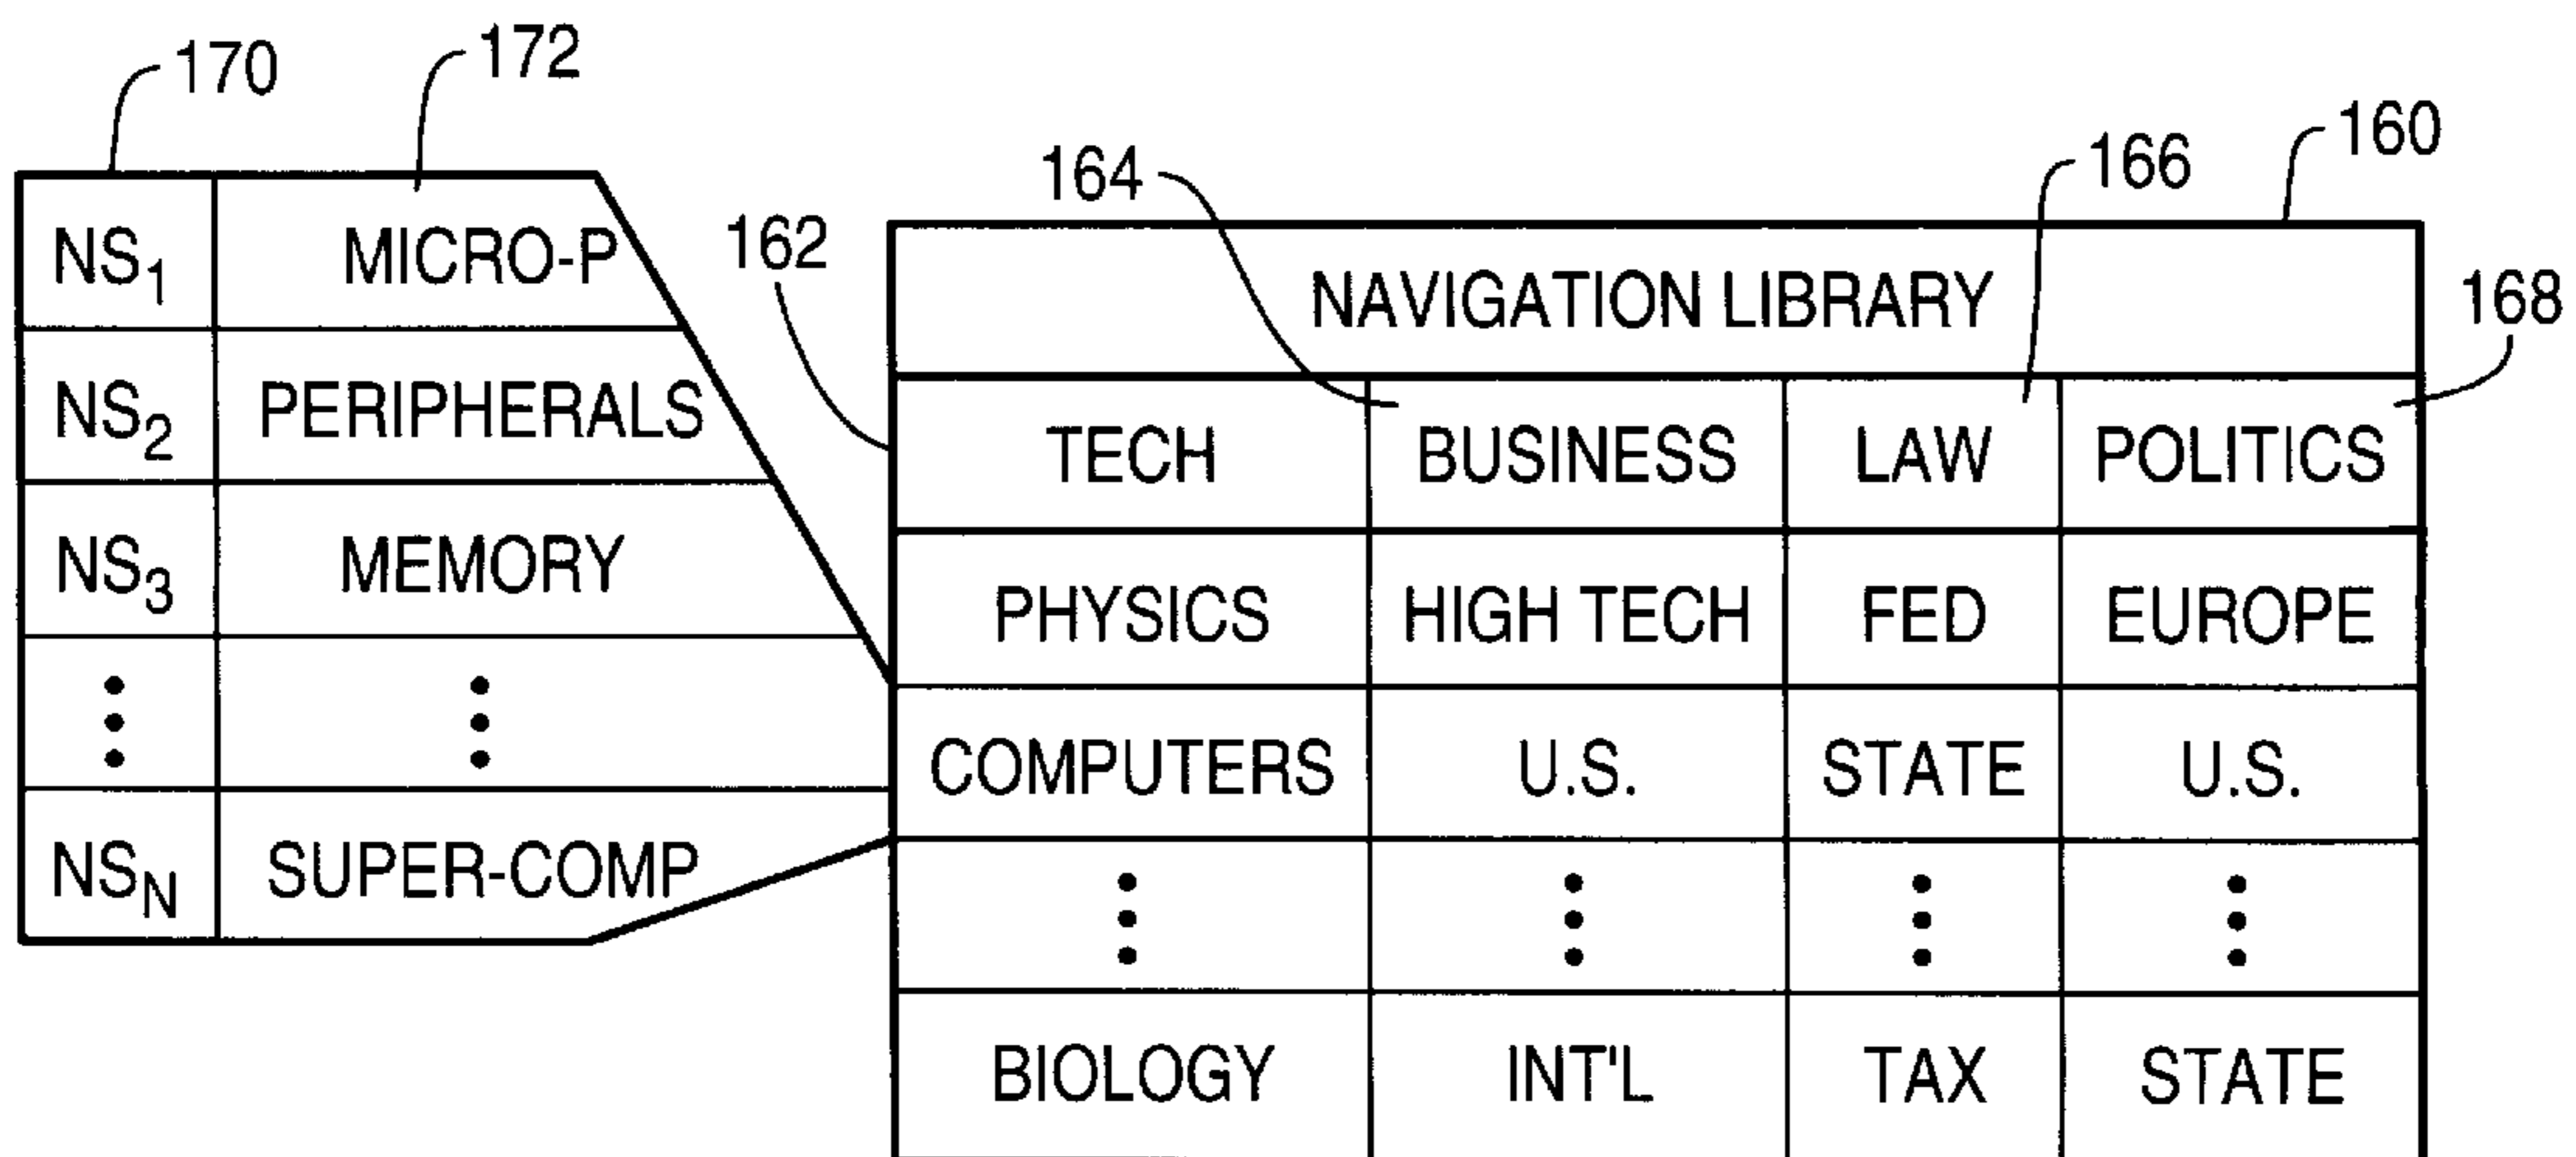 170 172
160
164 166
162
168
NS1 MICRO-P
NS2 PERIPHERALS
NS3 MEMORY
NSN SUPER-COMP
NAVIGATION LIBRARY
TECH BUSINESS LAW POLITICS
PHYSICS HIGH TECH FED EUROPE
COMPUTERS U.S. STATE U.S.
BIOLOGY INT'L TAX STATE